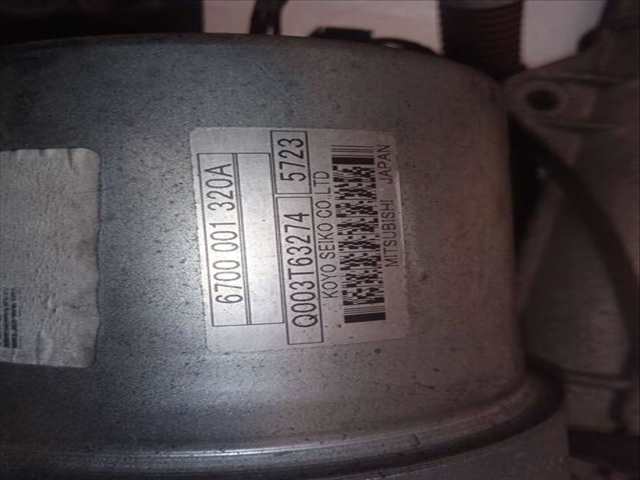 6700 001 320A
Q003T63274 5723
KOYO SEIKO CO.,LTD
MITSUBISHI JAPAN